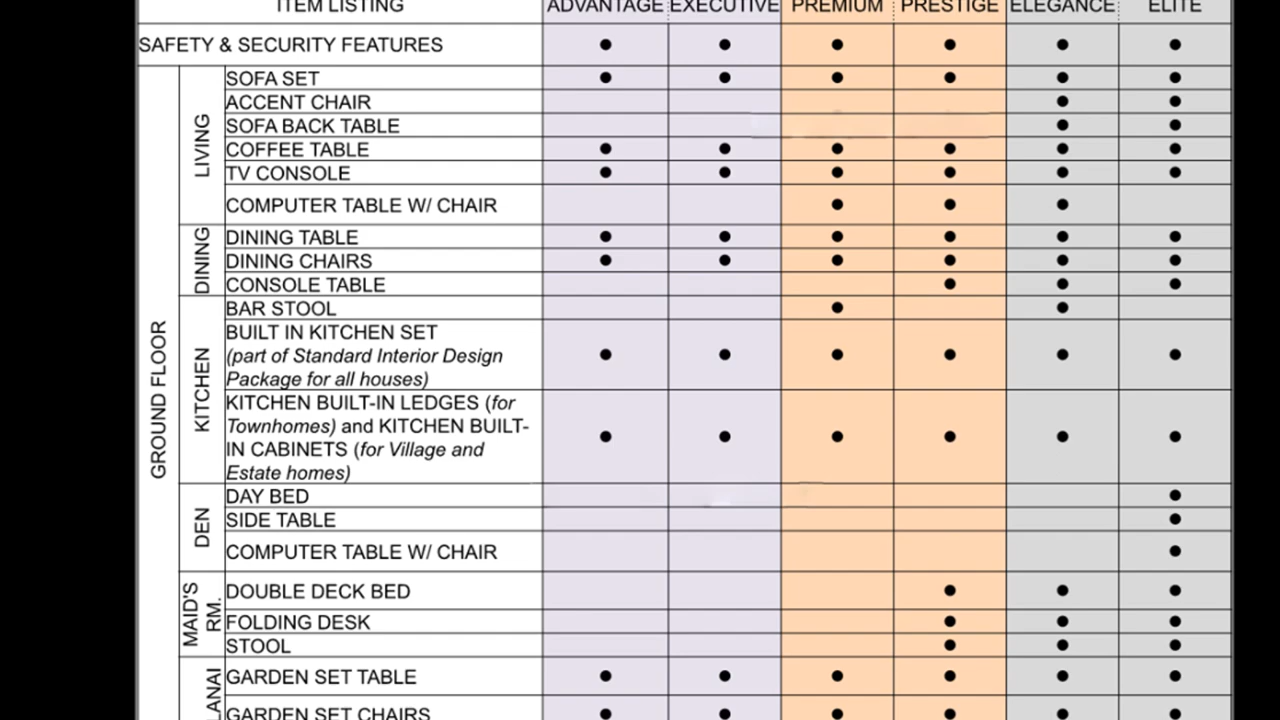 ITEM LISTING ADVANTAGE EXECUTIVE PREMIUM PRESTIGE ELEGANCE ELITE
SAFETY & SECURITY FEATURES ● ● ● ● ● ●
GROUND FLOOR
LIVING
SOFA SET ● ● ● ● ● ●
ACCENT CHAIR ● ●
SOFA BACK TABLE ● ●
COFFEE TABLE ● ● ● ● ● ●
TV CONSOLE ● ● ● ● ● ●
COMPUTER TABLE W/ CHAIR ● ● ●
DINING
DINING TABLE ● ● ● ● ● ●
DINING CHAIRS ● ● ● ● ● ●
CONSOLE TABLE ● ● ●
KITCHEN
BAR STOOL ● ●
BUILT IN KITCHEN SET
(part of Standard Interior Design ● ● ● ● ● ●
Package for all houses)
KITCHEN BUILT-IN LEDGES (for
Townhomes) and KITCHEN BUILT- ● ● ● ● ● ●
IN CABINETS (for Village and
Estate homes)
DEN
DAY BED ●
SIDE TABLE ●
COMPUTER TABLE W/ CHAIR ●
MAID'S
RM.
DOUBLE DECK BED ● ● ●
FOLDING DESK ● ● ●
STOOL ● ● ●
LANAI
GARDEN SET TABLE ● ● ● ● ● ●
GARDEN SET CHAIRS ● ● ● ● ● ●